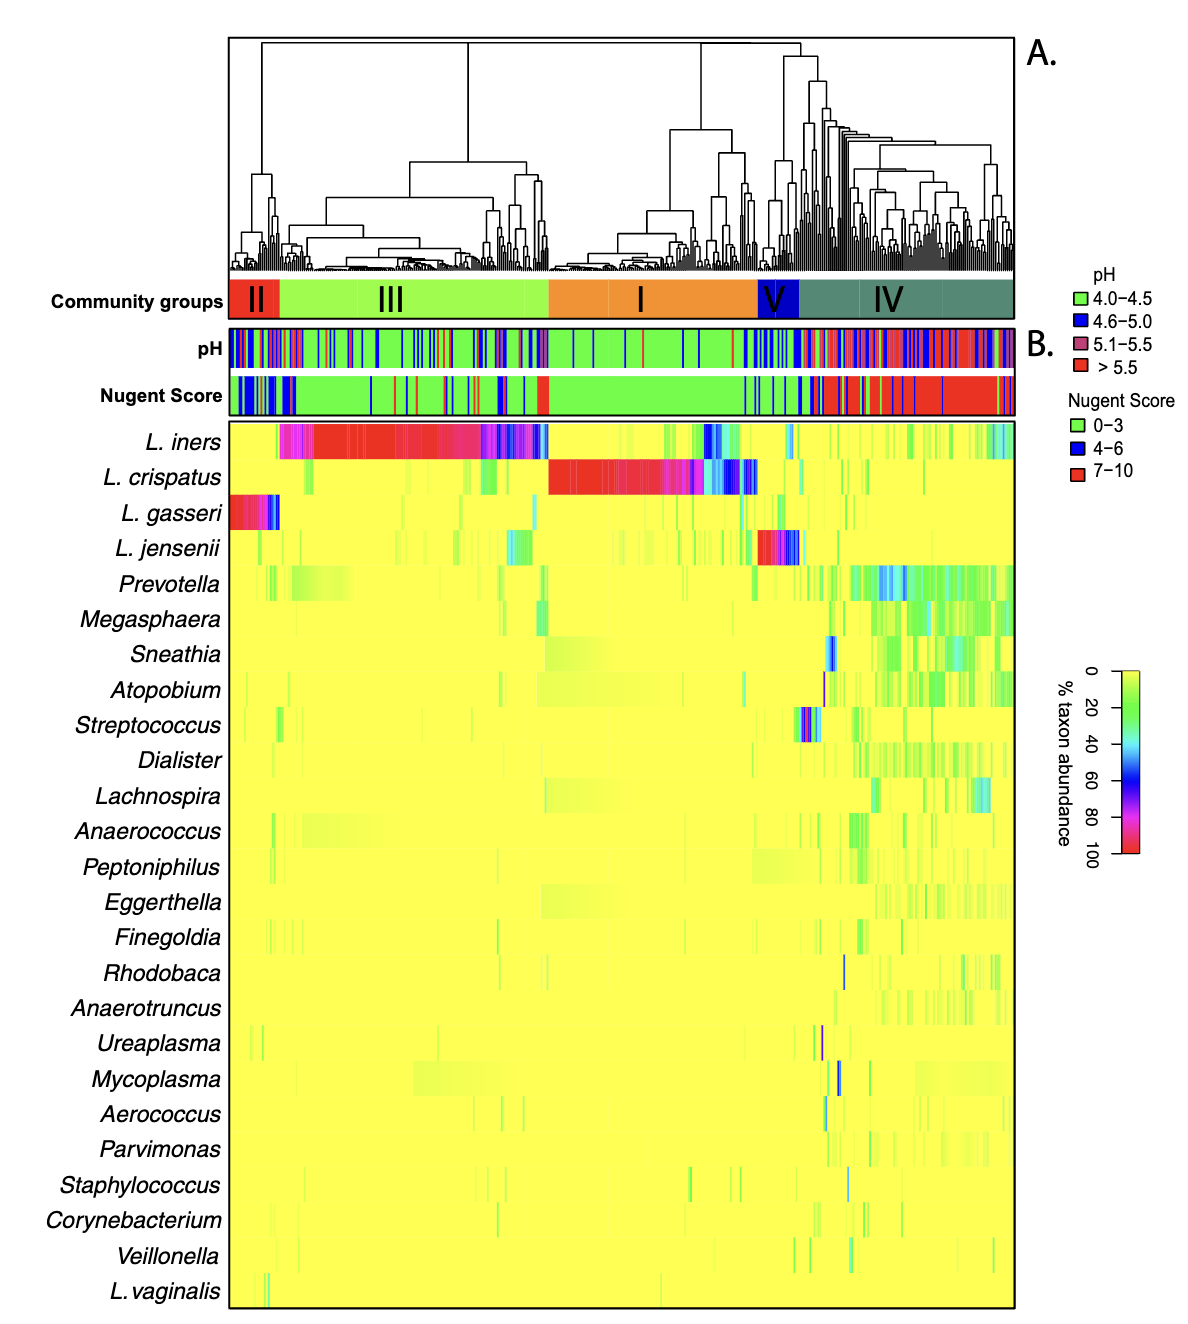 A.
Community groups
II III I V IV
pH
4.0–4.5
4.6–5.0
5.1–5.5
> 5.5
B.
pH
Nugent Score
Nugent Score
0–3
4–6
7–10
L. iners
L. crispatus
L. gasseri
L. jensenii
Prevotella
Megasphaera
Sneathia
Atopobium
Streptococcus
Dialister
Lachnospira
Anaerococcus
Peptoniphilus
Eggerthella
Finegoldia
Rhodobaca
Anaerotruncus
Ureaplasma
Mycoplasma
Aerococcus
Parvimonas
Staphylococcus
Corynebacterium
Veillonella
L. vaginalis
0 20 40 60 80 100
% taxon abundance